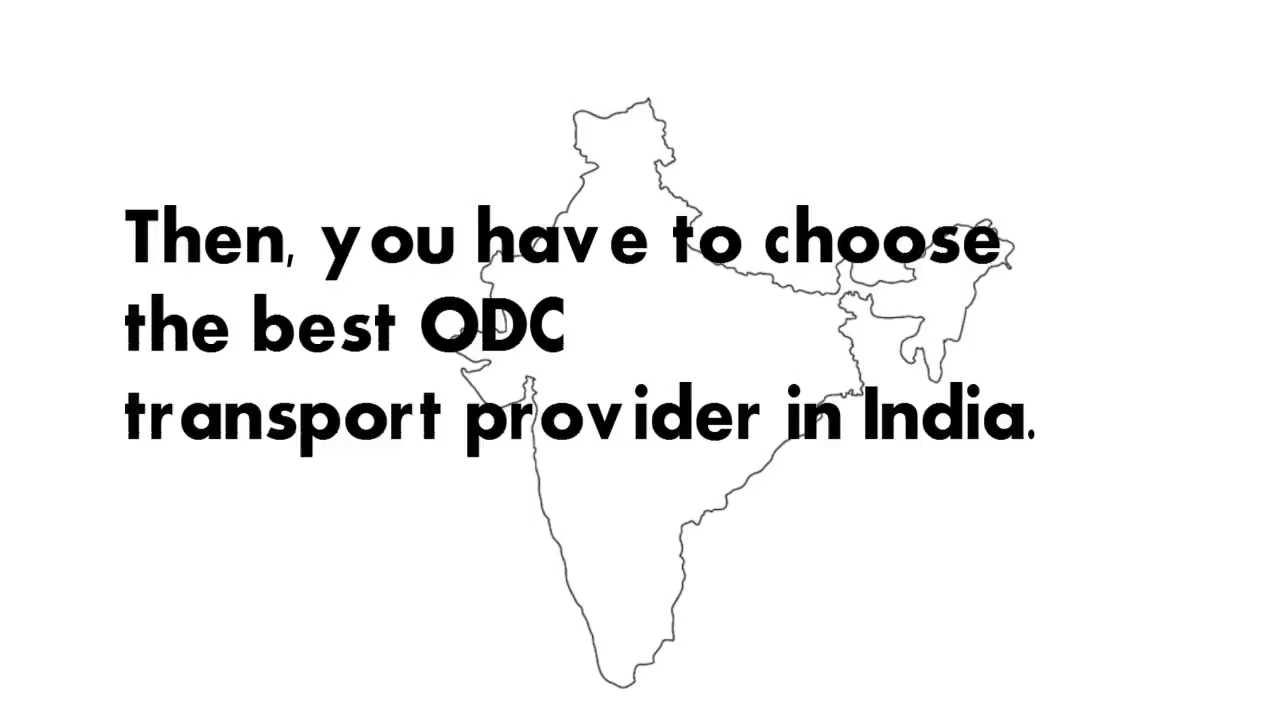 Then, you have to choose
the best ODC
transport provider in India.